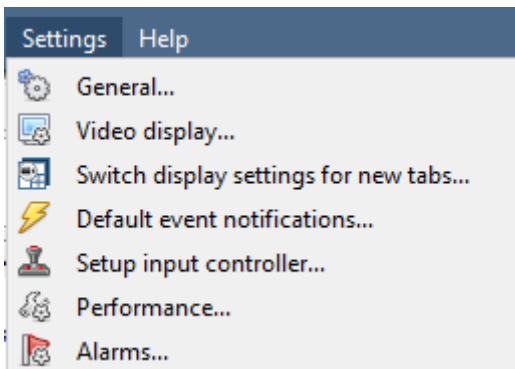 Settings Help
General...
Video display...
Switch display settings for new tabs...
Default event notifications...
Setup input controller...
Performance...
Alarms...